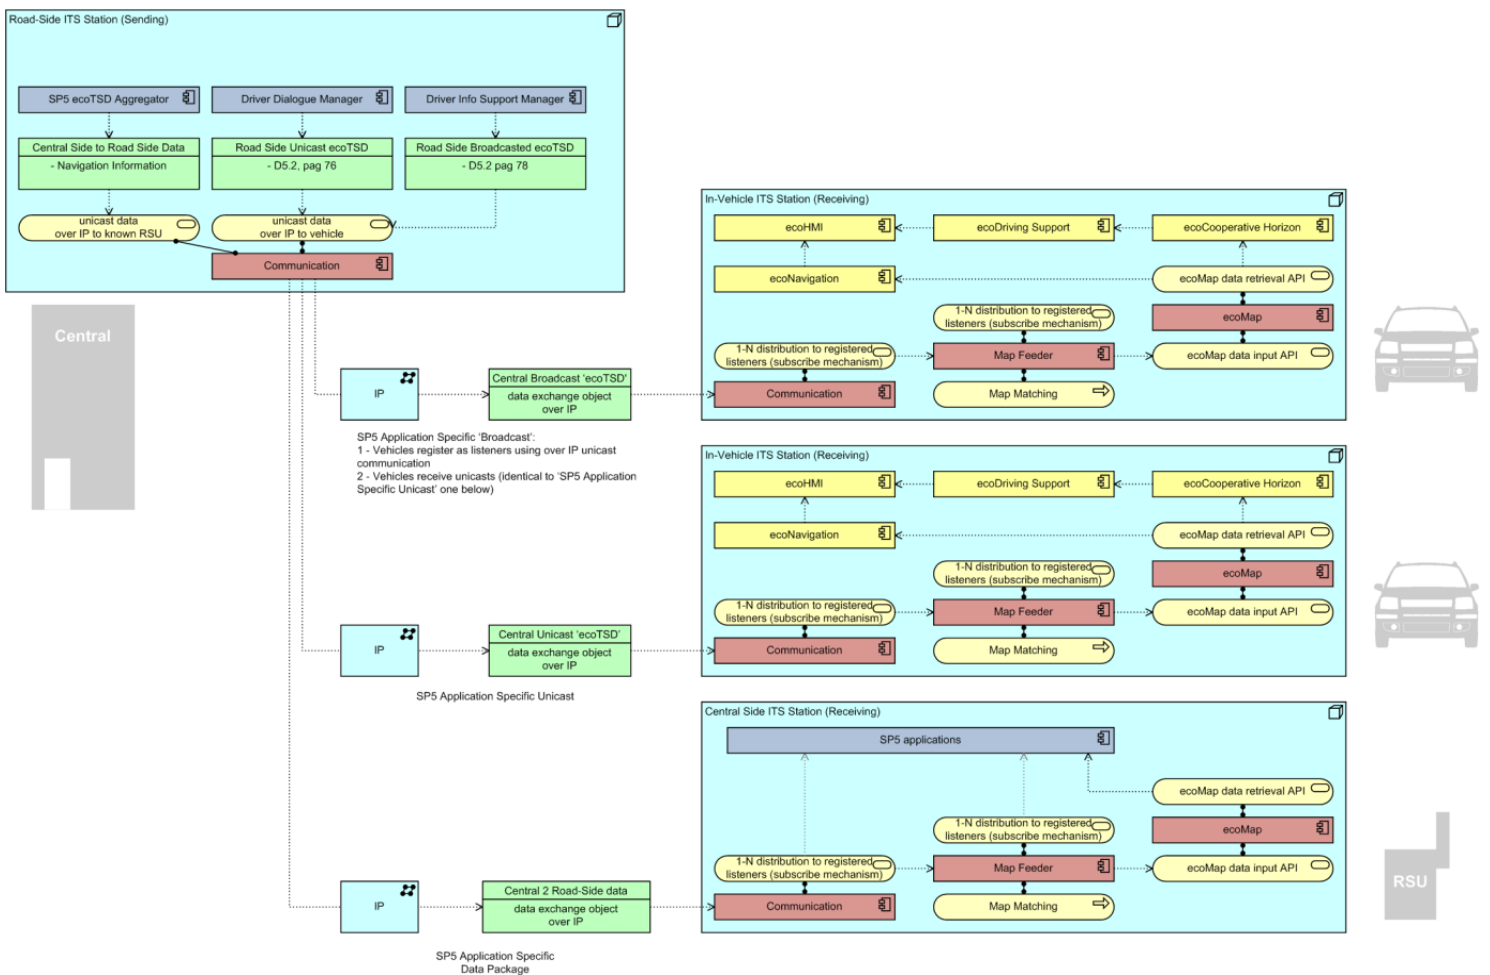 Road-Side ITS Station (Sending)
SP5 ecoTSD Aggregator
Driver Dialogue Manager
Driver Info Support Manager
Central Side to Road Side Data
- Navigation Information
Road Side Unicast ecoTSD
- D5.2, pag 76
Road Side Broadcasted ecoTSD
- D5.2 pag 78
unicast data
over IP to known RSU
unicast data
over IP to vehicle
Communication
Central
IP
Central Broadcast 'ecoTSD'
data exchange object
over IP
SP5 Application Specific 'Broadcast':
1 - Vehicles register as listeners using over IP unicast
communication
2 - Vehicles receive unicasts (identical to 'SP5 Application
Specific Unicast' one below)
In-Vehicle ITS Station (Receiving)
ecoHMI
ecoDriving Support
ecoCooperative Horizon
ecoNavigation
ecoMap data retrieval API
1-N distribution to registered
listeners (subscribe mechanism)
ecoMap
1-N distribution to registered
listeners (subscribe mechanism)
Map Feeder
ecoMap data input API
Communication
Map Matching
IP
Central Unicast 'ecoTSD'
data exchange object
over IP
SP5 Application Specific Unicast
In-Vehicle ITS Station (Receiving)
ecoHMI
ecoDriving Support
ecoCooperative Horizon
ecoNavigation
ecoMap data retrieval API
1-N distribution to registered
listeners (subscribe mechanism)
ecoMap
1-N distribution to registered
listeners (subscribe mechanism)
Map Feeder
ecoMap data input API
Communication
Map Matching
IP
Central 2 Road-Side data
data exchange object
over IP
SP5 Application Specific
Data Package
Central Side ITS Station (Receiving)
SP5 applications
ecoMap data retrieval API
1-N distribution to registered
listeners (subscribe mechanism)
ecoMap
1-N distribution to registered
listeners (subscribe mechanism)
Map Feeder
ecoMap data input API
Communication
Map Matching
RSU